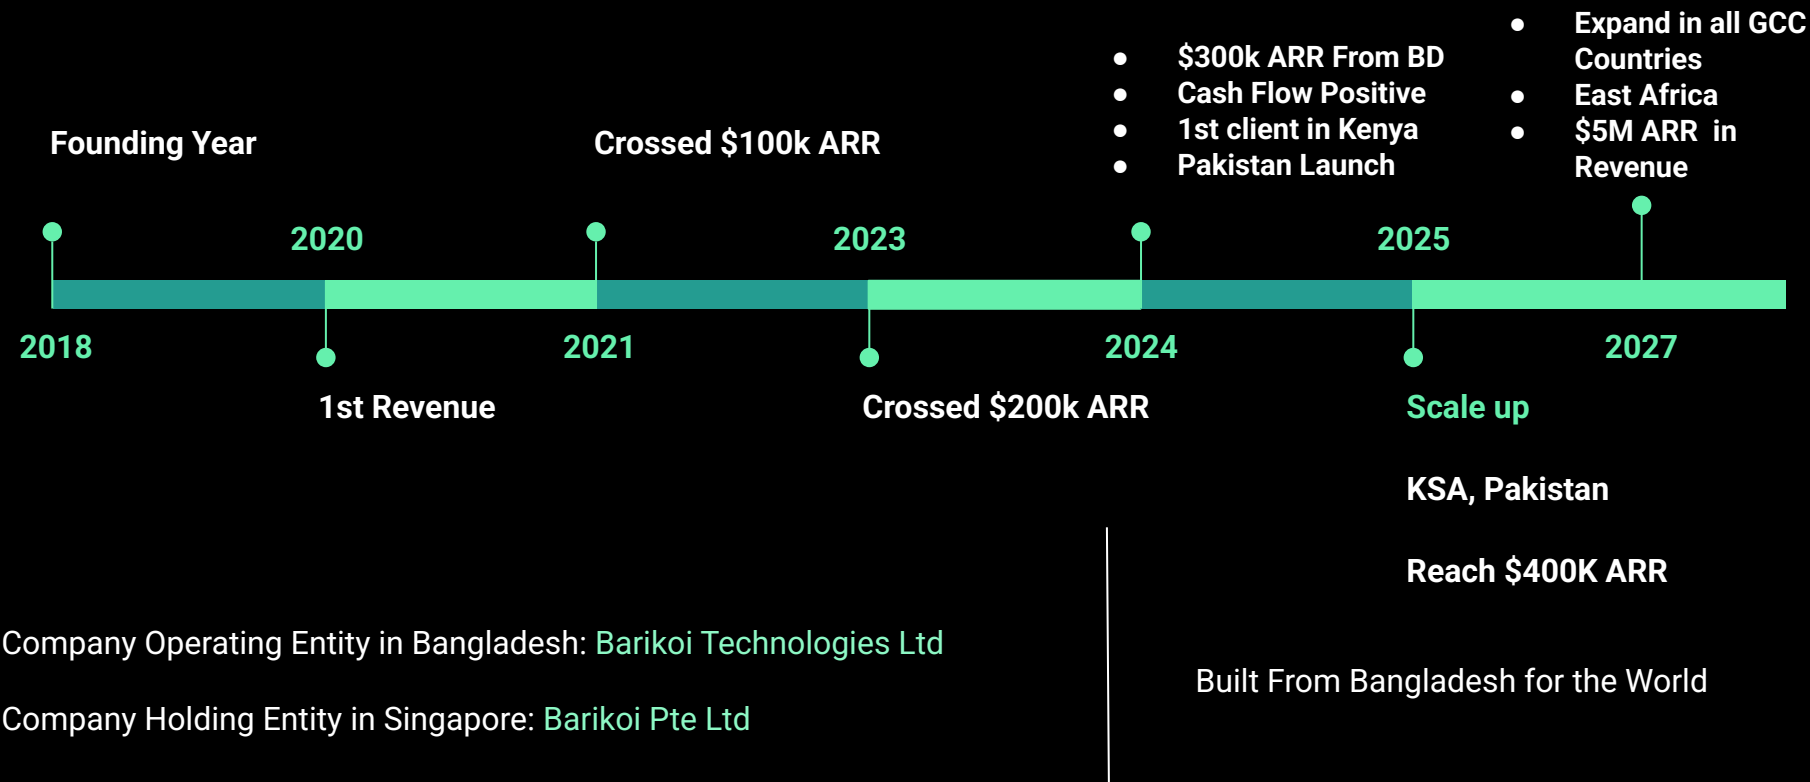 Founding Year
Crossed $100k ARR
● $300k ARR From BD
● Cash Flow Positive
● 1st client in Kenya
● Pakistan Launch
● Expand in all GCC
Countries
● East Africa
● $5M ARR in
Revenue
2020
2023
2025
2018
2021
2024
2027
1st Revenue
Crossed $200k ARR
Scale up
KSA, Pakistan
Reach $400K ARR
Company Operating Entity in Bangladesh: Barikoi Technologies Ltd
Company Holding Entity in Singapore: Barikoi Pte Ltd
Built From Bangladesh for the World